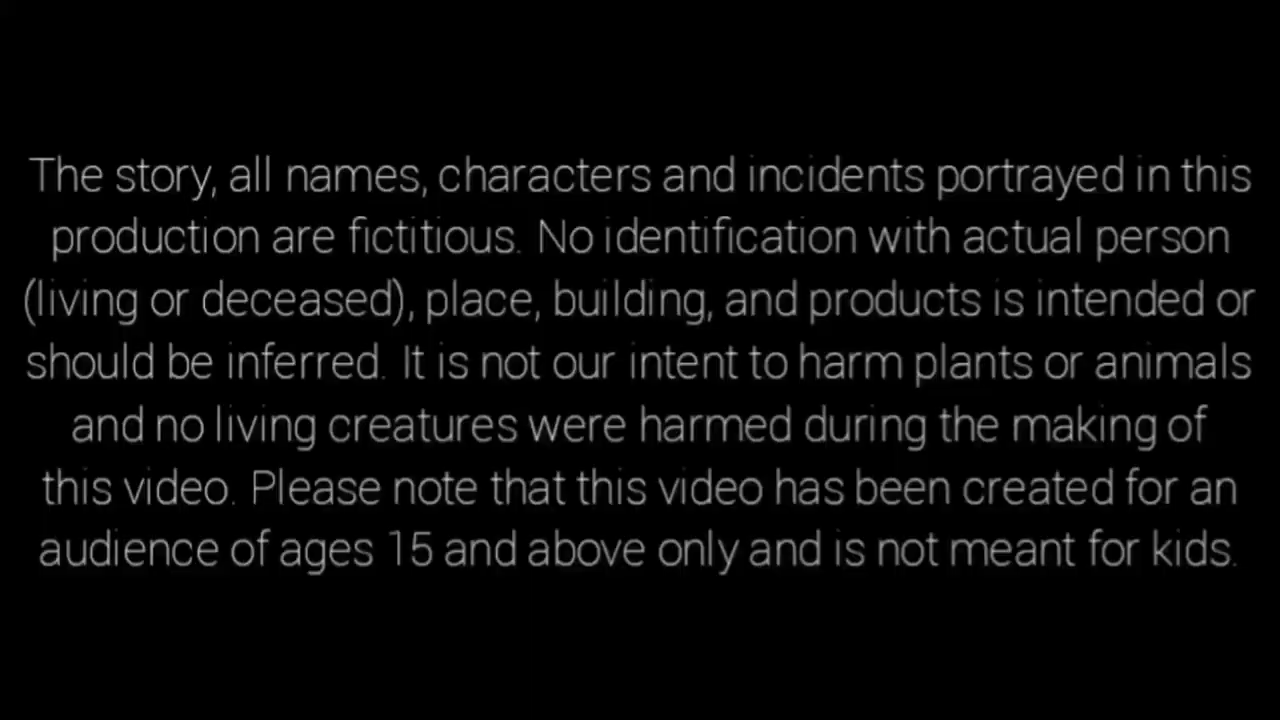 The story, all names, characters and incidents portrayed in this
production are fictitious. No identification with actual person
(living or deceased), place, building, and products is intended or
should be inferred. It is not our intent to harm plants or animals
and no living creatures were harmed during the making of
this video. Please note that this video has been created for an
audience of ages 15 and above only and is not meant for kids.